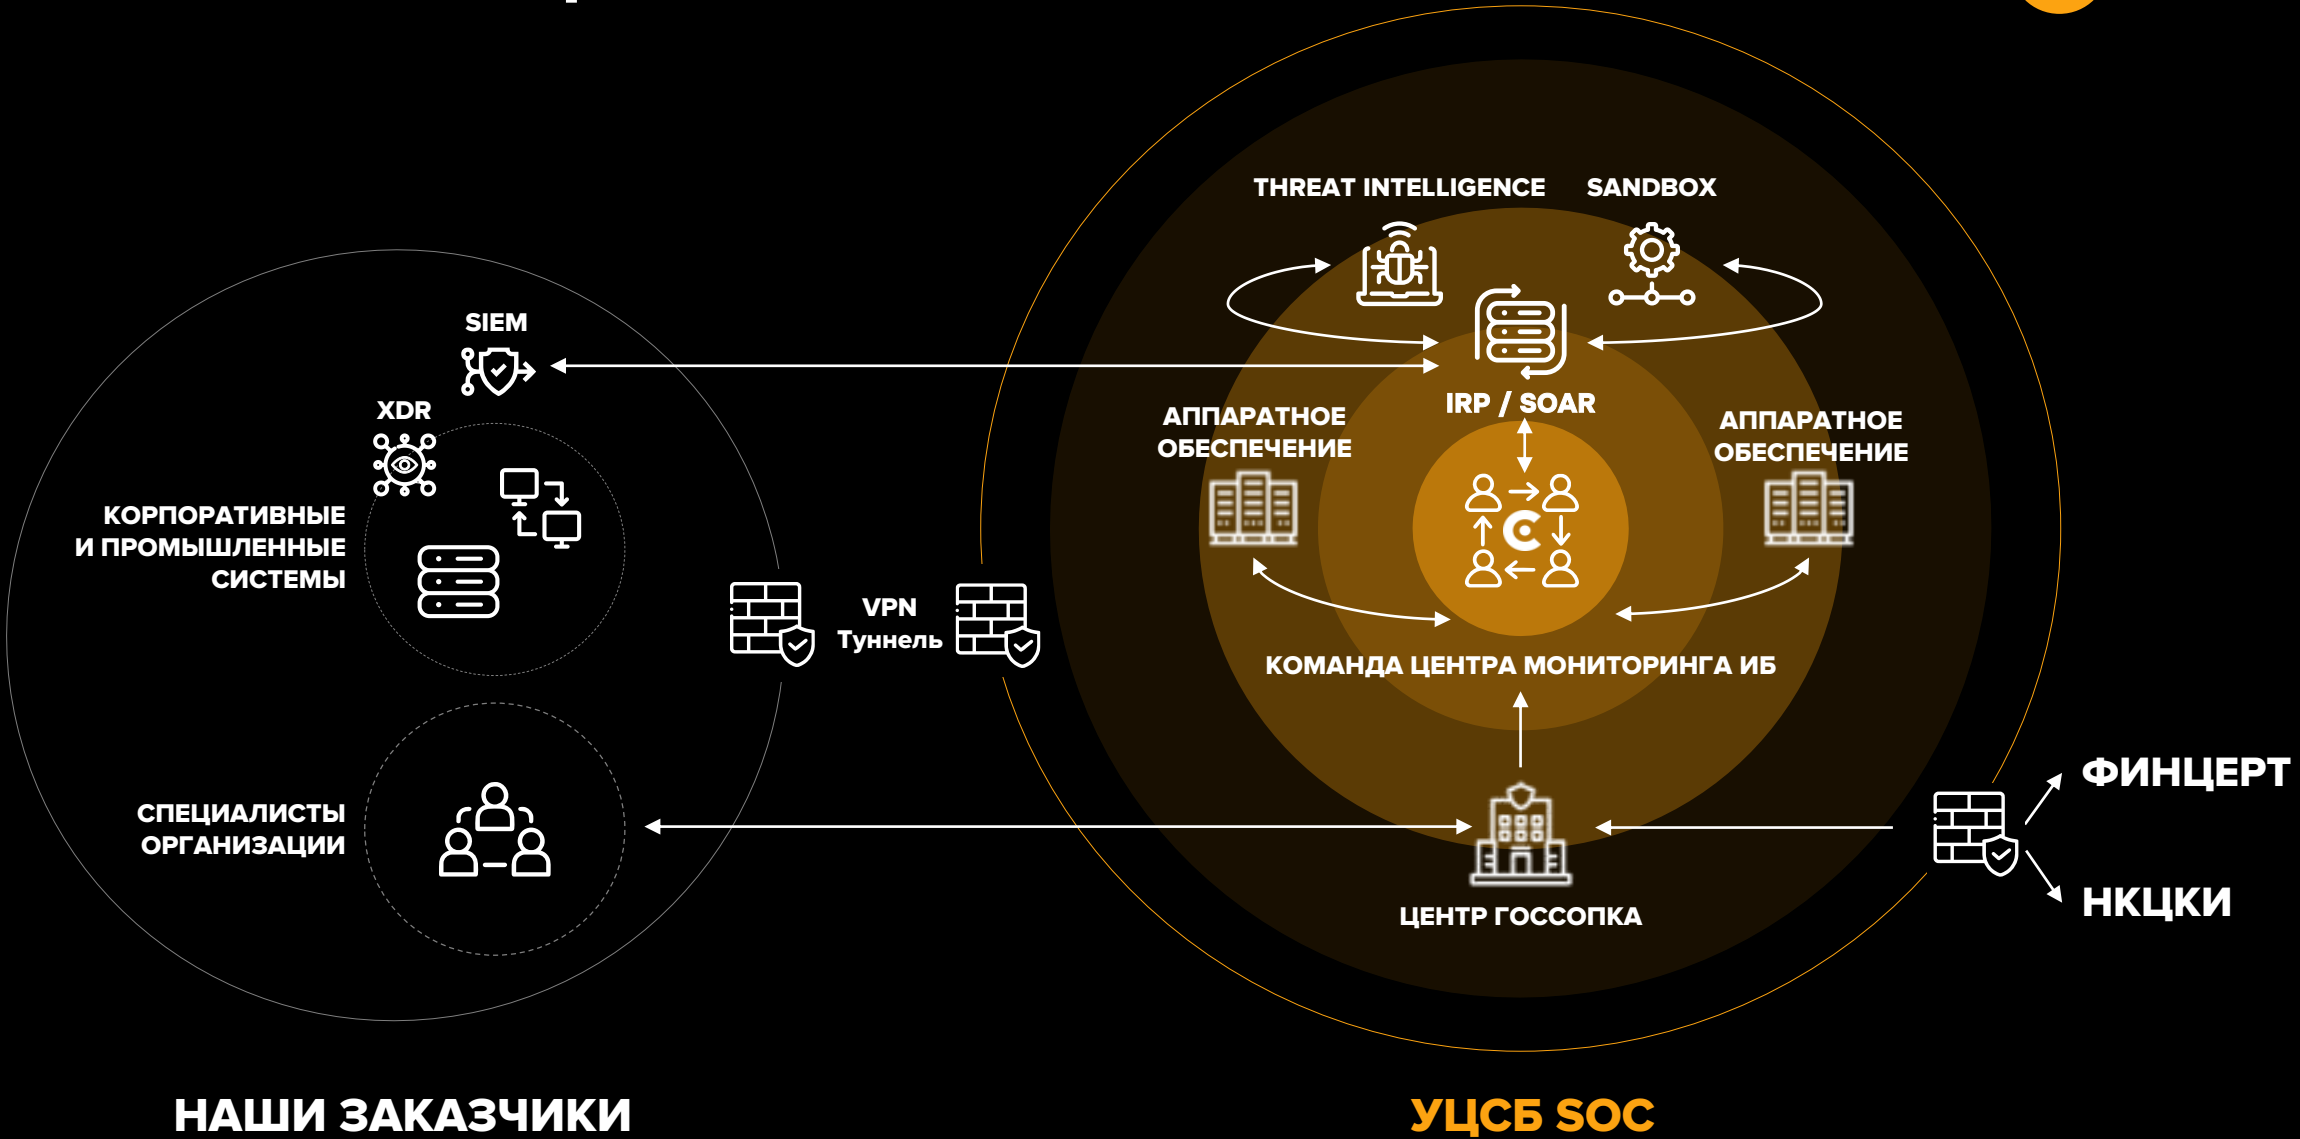 THREAT INTELLIGENCE
SANDBOX
SIEM
XDR
IRP / SOAR
АППАРАТНОЕ
ОБЕСПЕЧЕНИЕ
АППАРАТНОЕ
ОБЕСПЕЧЕНИЕ
КОРПОРАТИВНЫЕ
И ПРОМЫШЛЕННЫЕ
СИСТЕМЫ
VPN
Туннель
КОМАНДА ЦЕНТРА МОНИТОРИНГА ИБ
СПЕЦИАЛИСТЫ
ОРГАНИЗАЦИИ
ФИНЦЕРТ
НКЦКИ
ЦЕНТР ГОССОПКА
НАШИ ЗАКАЗЧИКИ
УЦСБ SOC